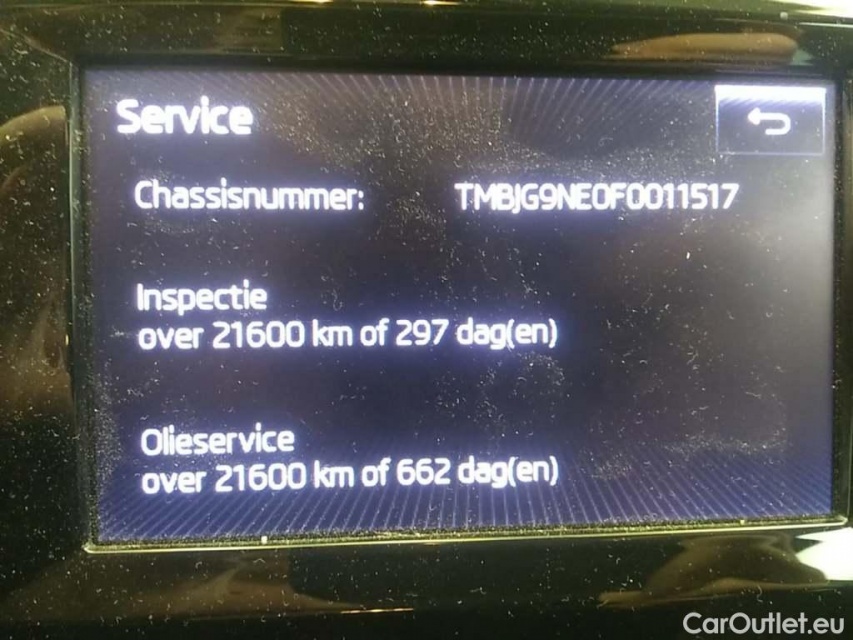 Service
Chassisnummer: TMBJG9NE0F0011517
Inspectie
over 21600 km of 297 dag(en)
Olieservice
over 21600 km of 662 dag(en)
CarOutlet.eu